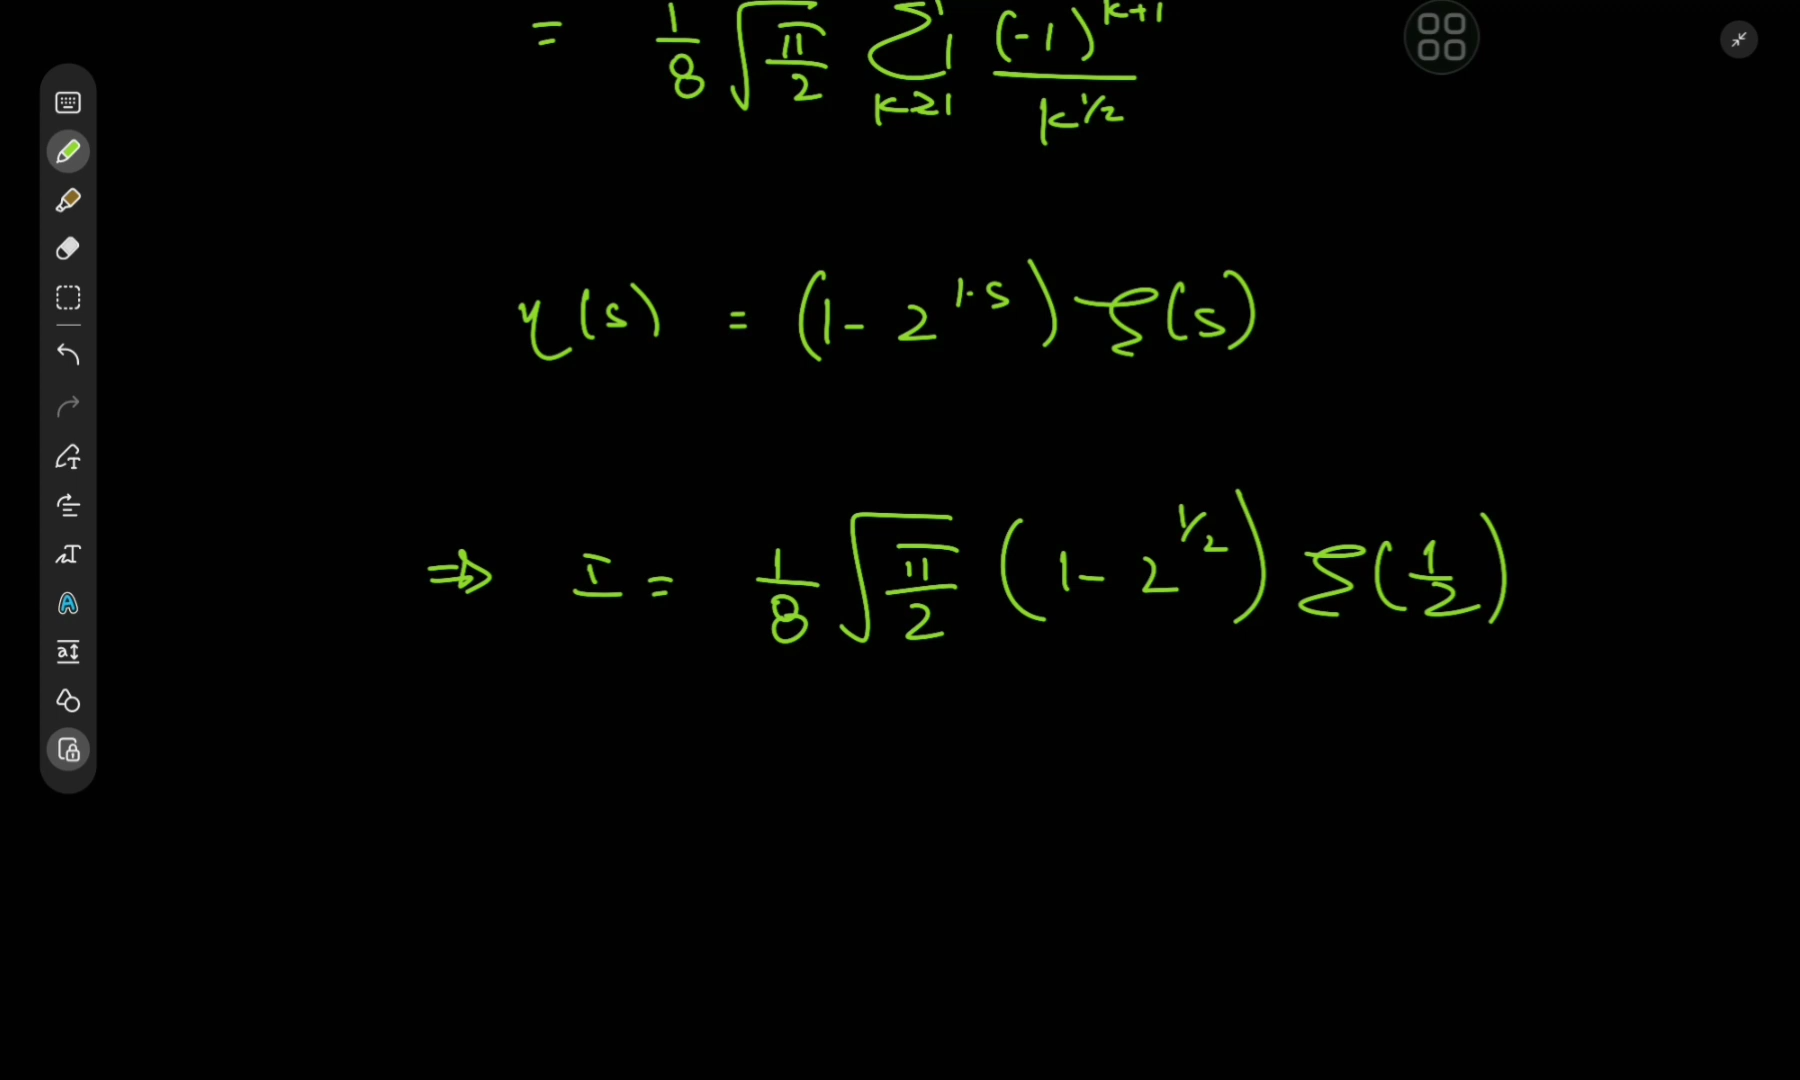 = 1/8 √(π/2) Σ_{k≥1} (-1)^{k+1} / k^{1/2}
η(s) = (1 - 2^{1-s}) ζ(s)
⇒ I = 1/8 √(π/2) (1 - 2^{1/2}) ζ(1/2)